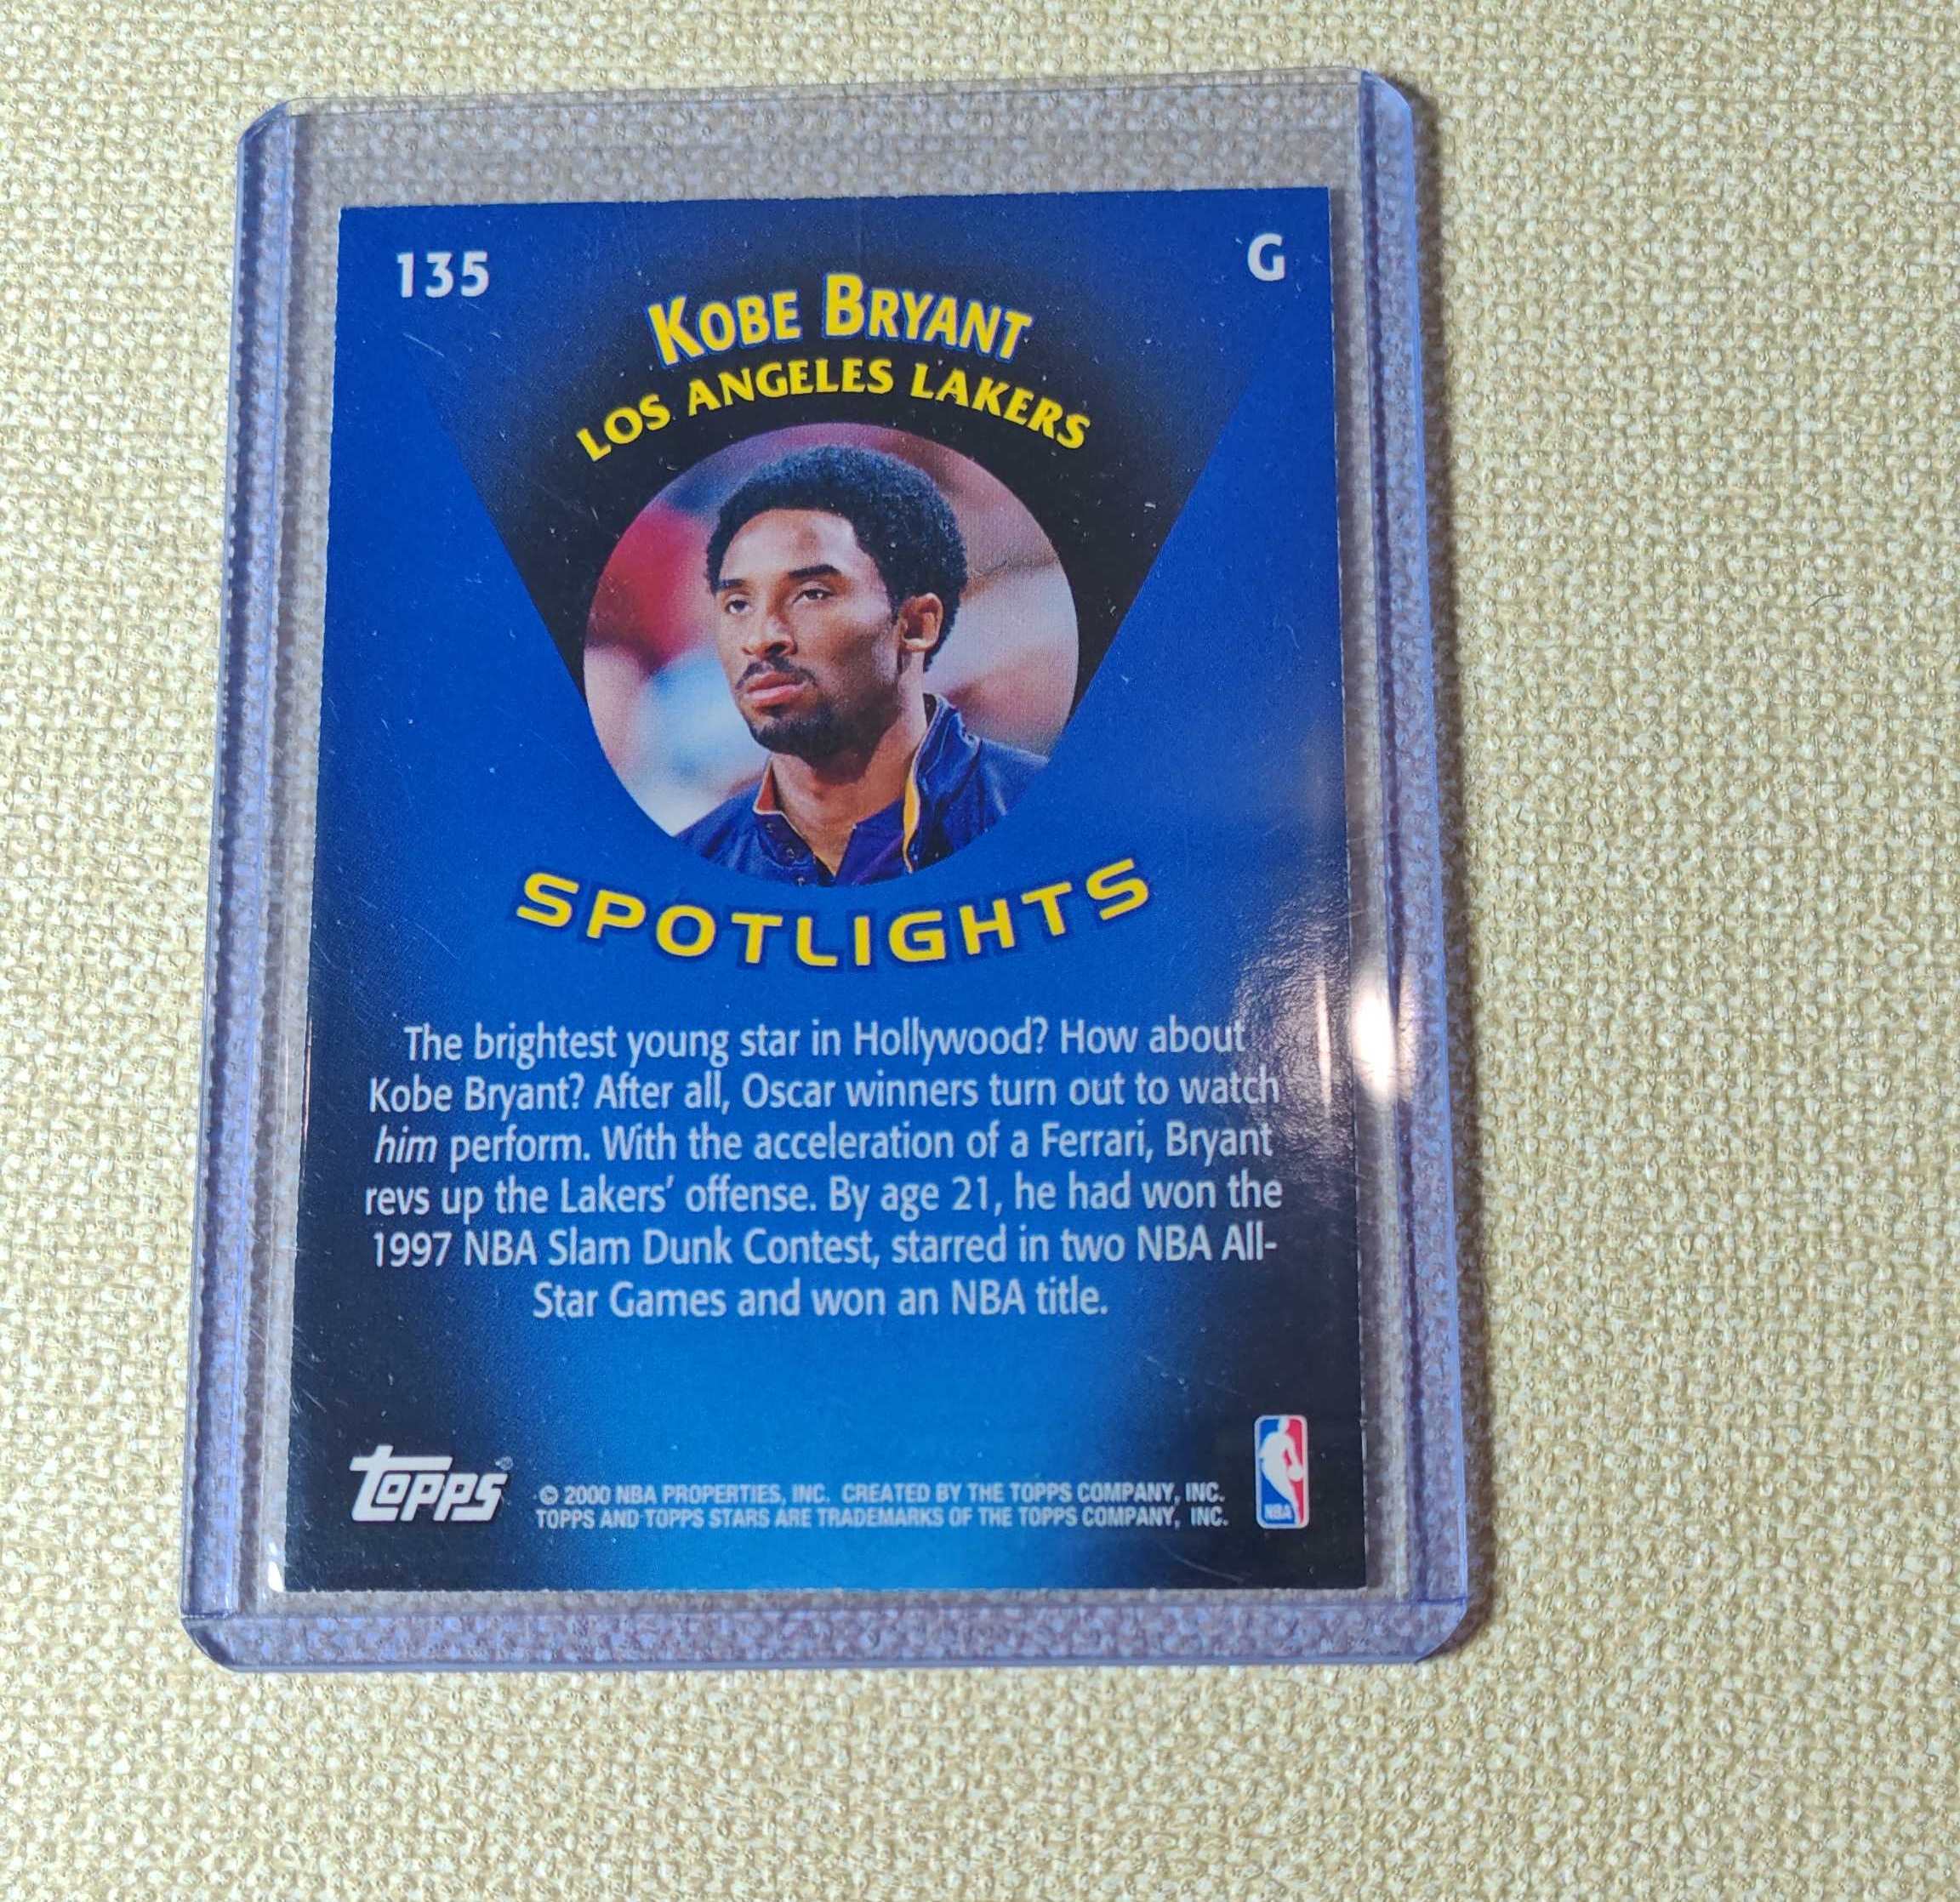 135
G
KOBE BRYANT
LOS ANGELES LAKERS
SPOTLIGHTS
The brightest young star in Hollywood? How about
Kobe Bryant? After all, Oscar winners turn out to watch
him perform. With the acceleration of a Ferrari, Bryant
revs up the Lakers' offense. By age 21, he had won the
1997 NBA Slam Dunk Contest, starred in two NBA All-
Star Games and won an NBA title.
Topps
© 2000 NBA PROPERTIES, INC. CREATED BY THE TOPPS COMPANY, INC.
TOPPS AND TOPPS STARS ARE TRADEMARKS OF THE TOPPS COMPANY, INC.
NBA